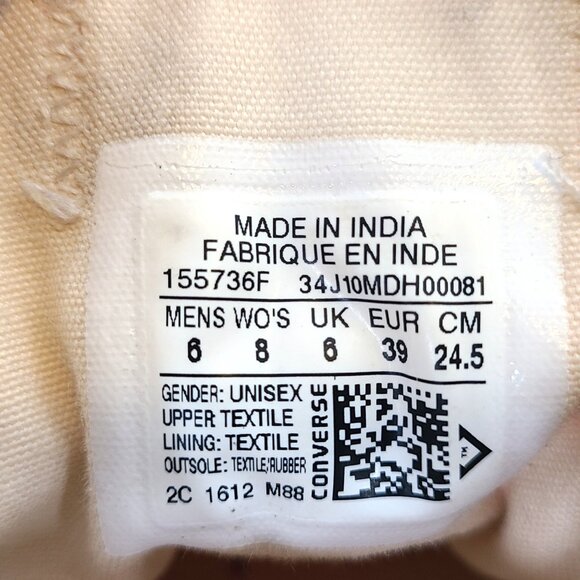 MADE IN INDIA
FABRIQUE EN INDE
155736F 34J10MDH00081
MENS WO'S UK EUR CM
6 8 6 39 24.5
GENDER: UNISEX
UPPER TEXTILE
LINING: TEXTILE
OUTSOLE: TEXTILE/RUBBER
2C 1612 M88
CONVERSE
TM